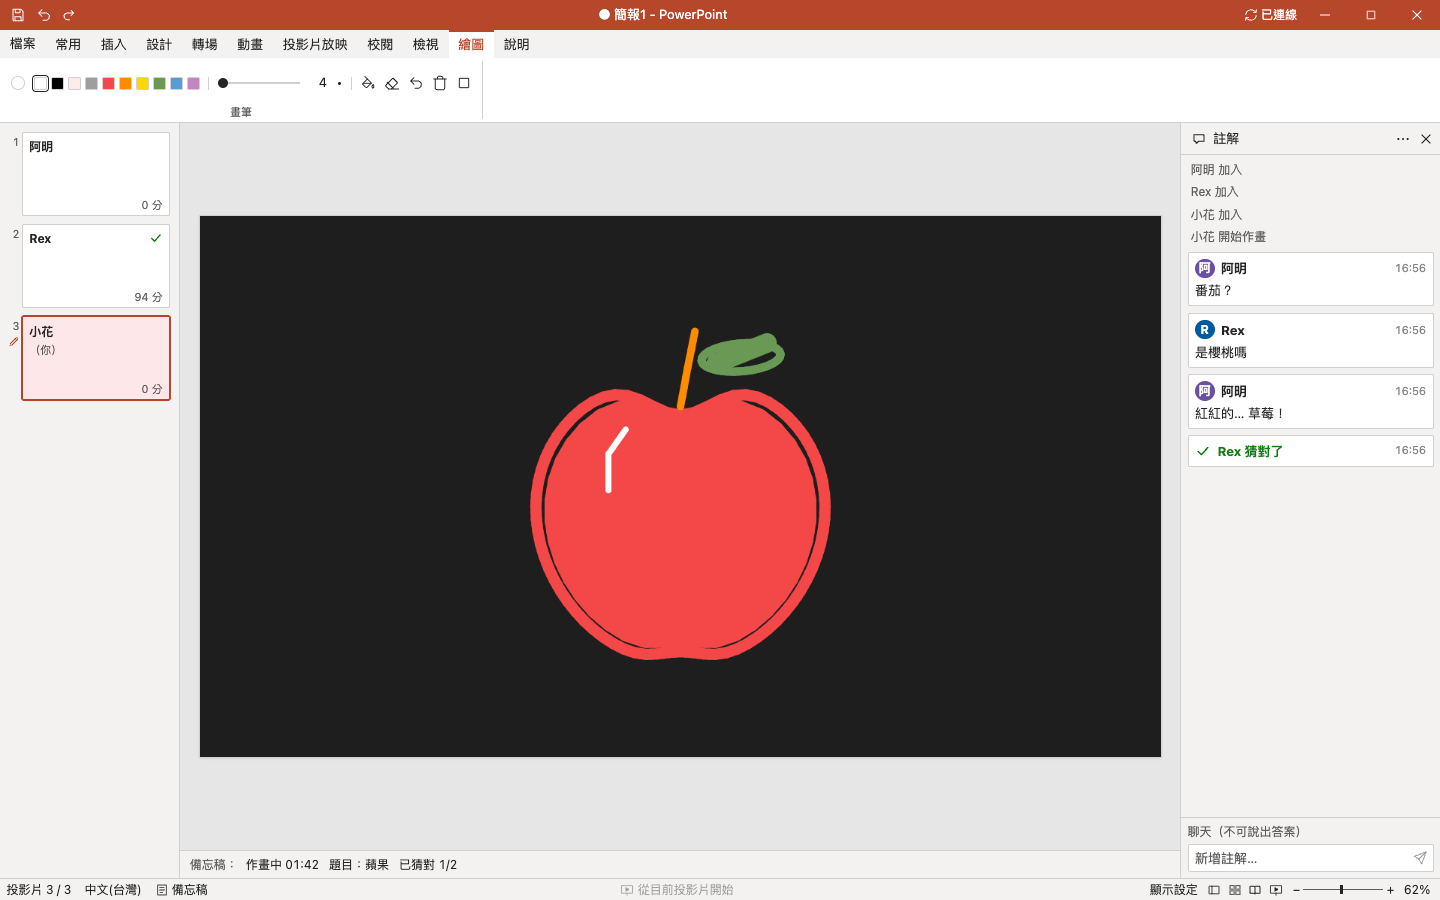 簡報1 - PowerPoint
已連線
檔案 常用 插入 設計 轉場 動畫 投影片放映 校閱 檢視 繪圖 說明
4
畫筆
1
阿明
0 分
2
Rex
94 分
3
小花
（你）
0 分
註解
阿明 加入
Rex 加入
小花 加入
小花 開始作畫
阿 阿明 16:56
番茄？
R Rex 16:56
是櫻桃嗎
阿 阿明 16:56
紅紅的... 草莓！
Rex 猜對了 16:56
聊天（不可說出答案）
新增註解...
備忘稿： 作畫中 01:42 題目：蘋果 已猜對 1/2
投影片 3 / 3 中文(台灣) 備忘稿 從目前投影片開始 顯示設定 62%